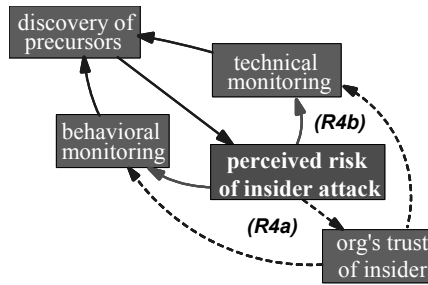 discovery of
precursors
technical
monitoring
behavioral
monitoring
(R4b)
perceived risk
of insider attack
(R4a)
org's trust
of insider